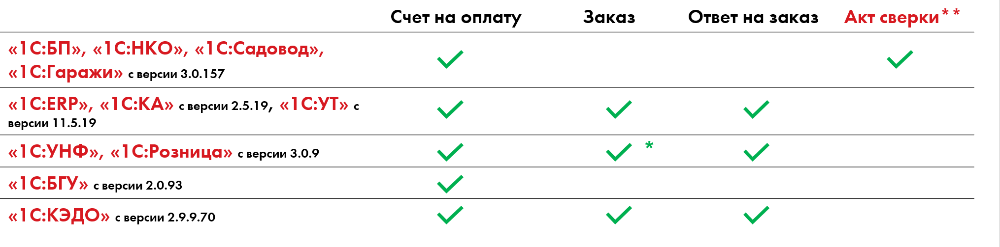 Счет на оплату Заказ Ответ на заказ Акт сверки**
«1С:БП», «1С:НКО», «1С:Садовод»,
«1С:Гаражи» с версии 3.0.157
«1С:ERP», «1С:КА» с версии 2.5.19, «1С:УТ» с
версии 11.5.19
«1С:УНФ», «1С:Розница» с версии 3.0.9 *
«1С:БГУ» с версии 2.0.93
«1С:КЭДО» с версии 2.9.9.70